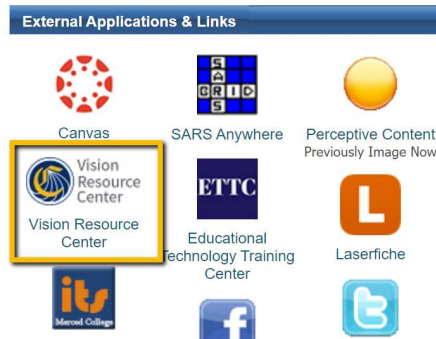 External Applications & Links
S
A
GRID
S
Canvas
SARS Anywhere
Perceptive Content
Previously Image Now
Vision
Resource
Center
ETTC
L
Vision Resource
Center
Educational
Technology Training
Center
Laserfiche
its
Merced College
f